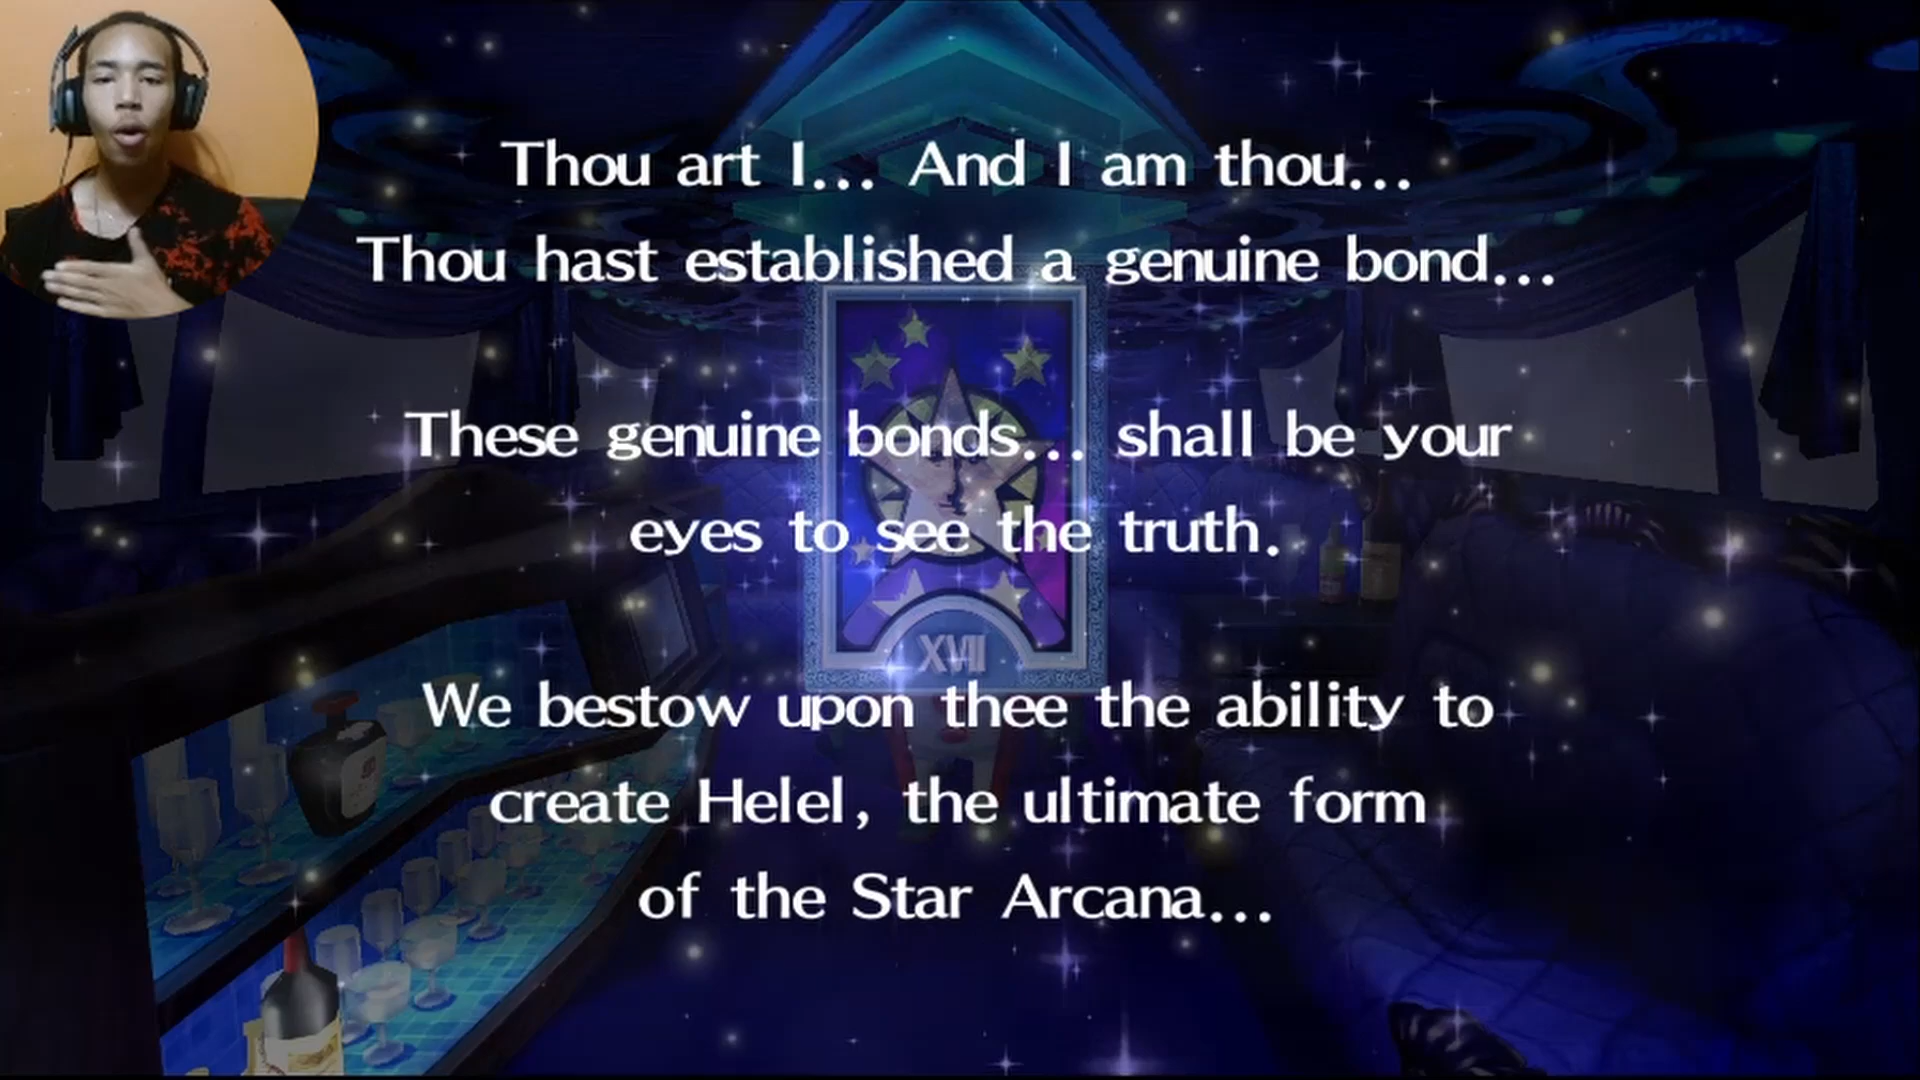 Thou art I... And I am thou...
Thou hast established a genuine bond...
These genuine bonds... shall be your
eyes to see the truth.
XVII
We bestow upon thee the ability to
create Helel, the ultimate form
of the Star Arcana...